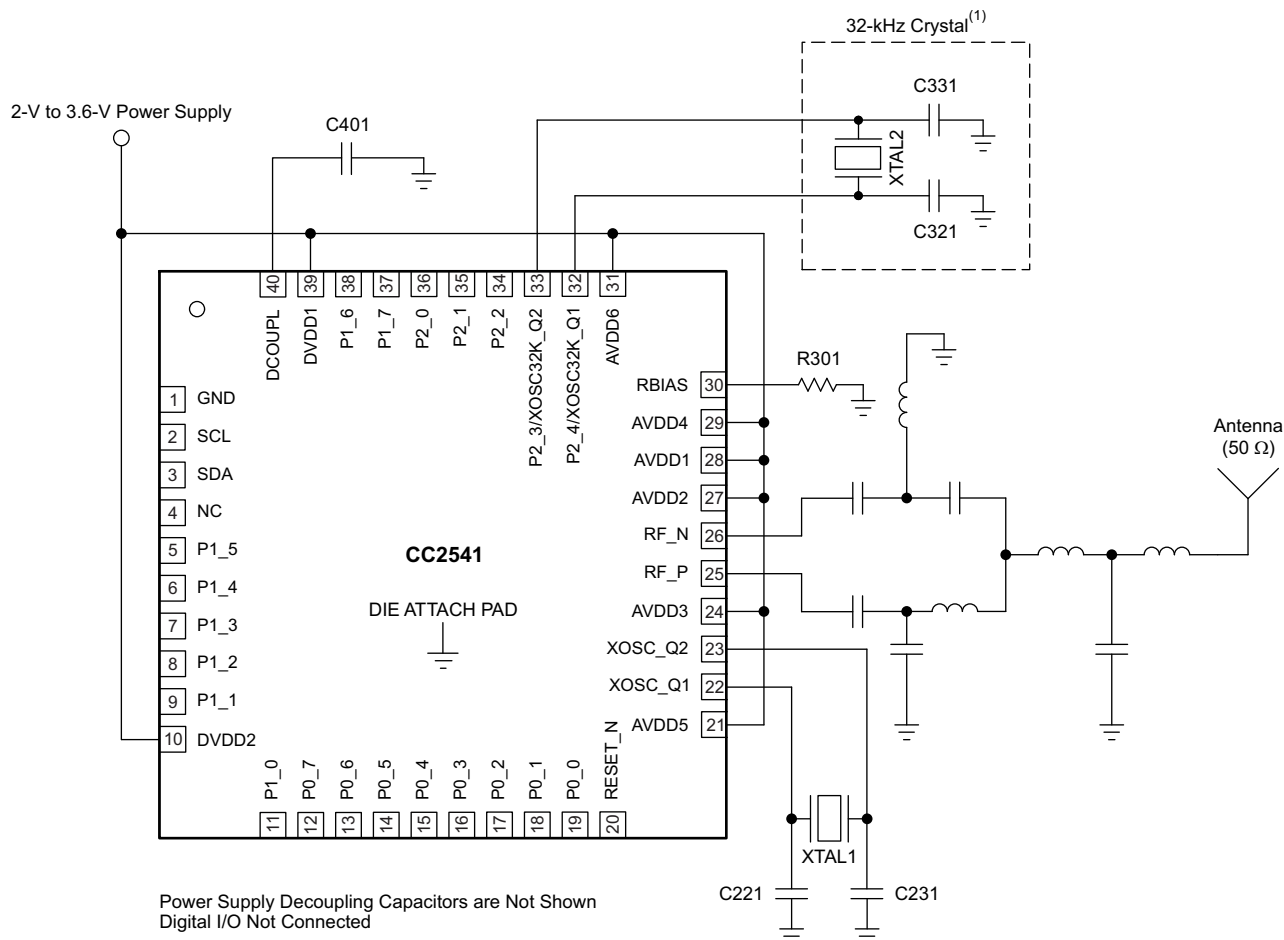 32-kHz Crystal(1)
C331
2-V to 3.6-V Power Supply
C401
XTAL2
C321
40
39
38
37
36
35
34
33
32
31
DCOUPL
DVDD1
P1_6
P1_7
P2_0
P2_1
P2_2
P2_3/XOSC32K_Q2
P2_4/XOSC32K_Q1
AVDD6
R301
RBIAS 30
1 GND
AVDD4 29
2 SCL
AVDD1 28
3 SDA
AVDD2 27
4 NC
RF_N 26
5 P1_5
CC2541
RF_P 25
6 P1_4
DIE ATTACH PAD
AVDD3 24
7 P1_3
XOSC_Q2 23
8 P1_2
XOSC_Q1 22
9 P1_1
AVDD5 21
10 DVDD2
Antenna
(50 Ω)
P1_0
P0_7
P0_6
P0_5
P0_4
P0_3
P0_2
P0_1
P0_0
RESET_N
11
12
13
14
15
16
17
18
19
20
XTAL1
C221
C231
Power Supply Decoupling Capacitors are Not Shown
Digital I/O Not Connected